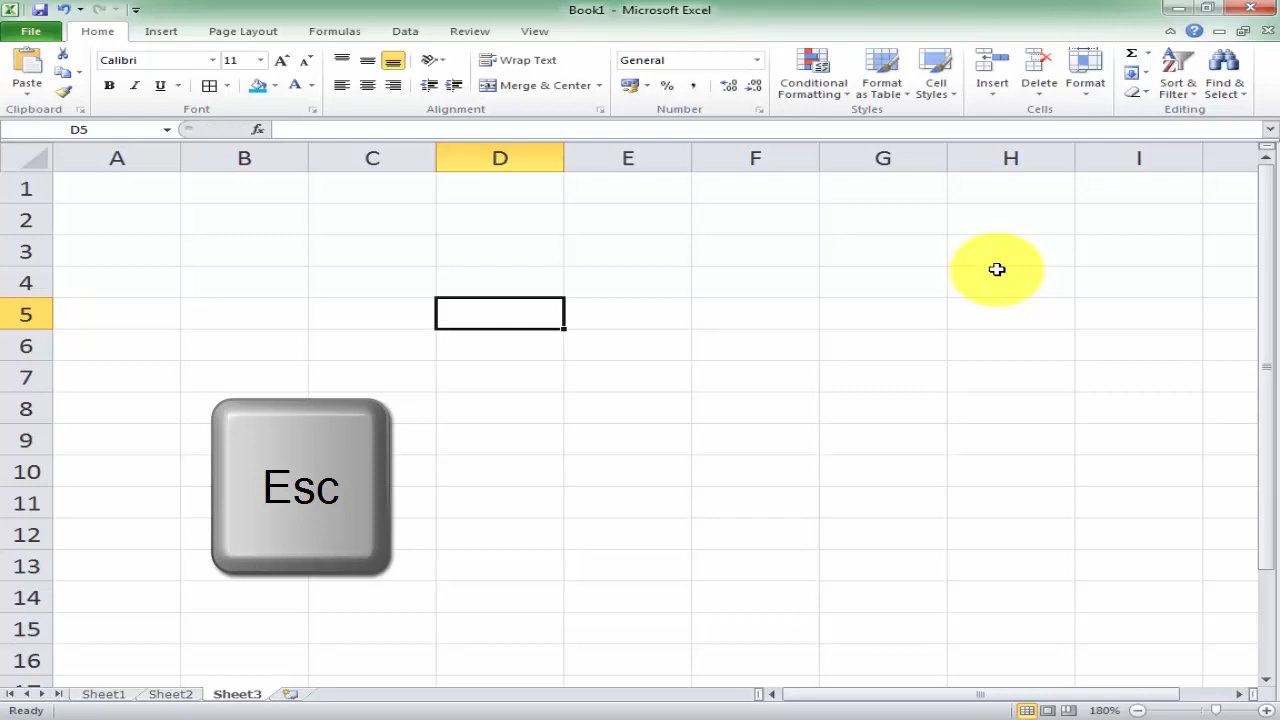 Book1 - Microsoft Excel
File Home Insert Page Layout Formulas Data Review View
Calibri 11 Wrap Text General
Paste B I U A Merge & Center % , Conditional Formatting Format as Table Cell Styles Insert Delete Format Σ Sort & Filter Find & Select
Clipboard Font Alignment Number Styles Cells Editing
D5 fx
A B C D E F G H I
1
2
3
4
5
6
7
8
9
10
Esc
11
12
13
14
15
16
Sheet1 Sheet2 Sheet3
Ready 180%